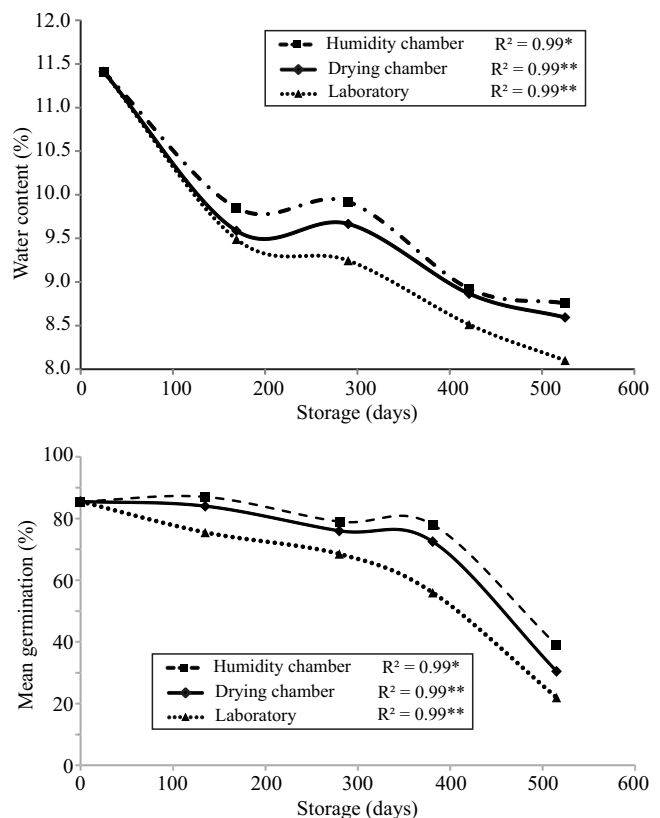 12.0
11.5
11.0
10.5
10.0
9.5
9.0
8.5
8.0
Water content (%)
Humidity chamber R² = 0.99*
Drying chamber R² = 0.99**
Laboratory R² = 0.99**
0 100 200 300 400 500 600
Storage (days)
100
80
60
40
20
0
Mean germination (%)
Humidity chamber R² = 0.99*
Drying chamber R² = 0.99**
Laboratory R² = 0.99**
0 100 200 300 400 500 600
Storage (days)